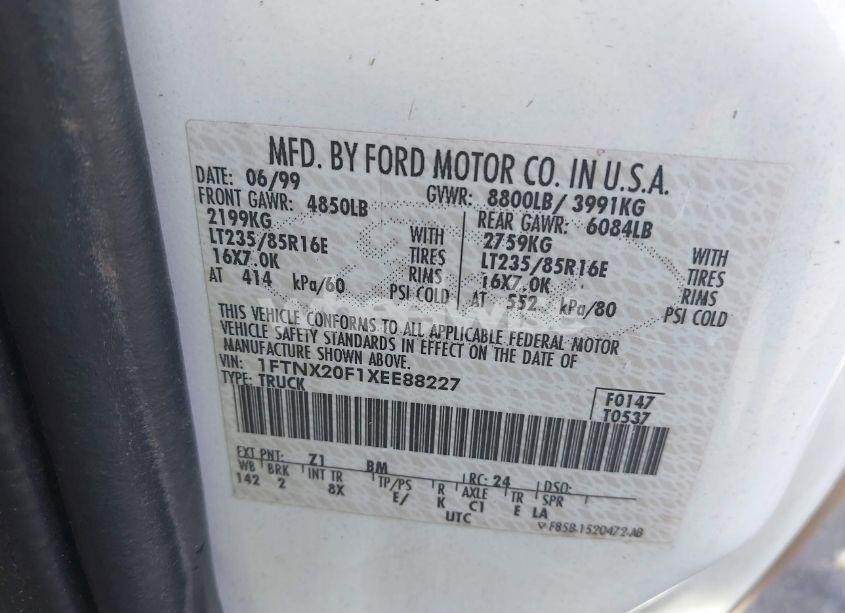 MFD. BY FORD MOTOR CO. IN U.S.A.
DATE: 06/99 GVWR: 8800LB/ 3991KG
FRONT GAWR: 4850LB REAR GAWR: 6084LB
2199KG WITH 2759KG WITH
LT235/85R16E TIRES LT235/85R16E TIRES
16X7.0K RIMS 16X7.0K RIMS
AT 414 kPa/60 PSI COLD AT 552 kPa/80 PSI COLD
THIS VEHICLE CONFORMS TO ALL APPLICABLE FEDERAL MOTOR
VEHICLE SAFETY STANDARDS IN EFFECT ON THE DATE OF
MANUFACTURE SHOWN ABOVE.
VIN: 1FTNX20F1XEE88227
TYPE: TRUCK
F0147
T0537
EXT PNT: Z1 BM RC: 24 DSO:
WB BRK INT TR TP/PS R AXLE TR SPR
142 2 8X E/ K C1 E LA
UTC
F85B-1520472-AB